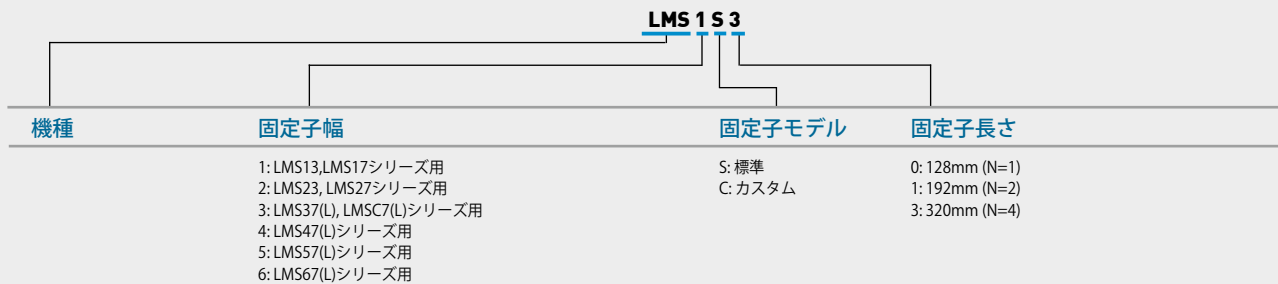 LMS 1 S 3
機種 固定子幅 固定子モデル 固定子長さ
1: LMS13,LMS17シリーズ用 S: 標準 0: 128mm (N=1)
2: LMS23, LMS27シリーズ用 C: カスタム 1: 192mm (N=2)
3: LMS37(L), LMSC7(L)シリーズ用 3: 320mm (N=4)
4: LMS47(L)シリーズ用
5: LMS57(L)シリーズ用
6: LMS67(L)シリーズ用